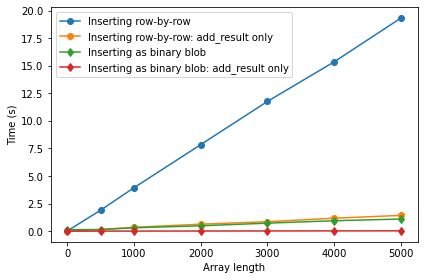 20.0
17.5
15.0
12.5
10.0
7.5
5.0
2.5
0.0
Time (s)
Inserting row-by-row
Inserting row-by-row: add_result only
Inserting as binary blob
Inserting as binary blob: add_result only
0 1000 2000 3000 4000 5000
Array length